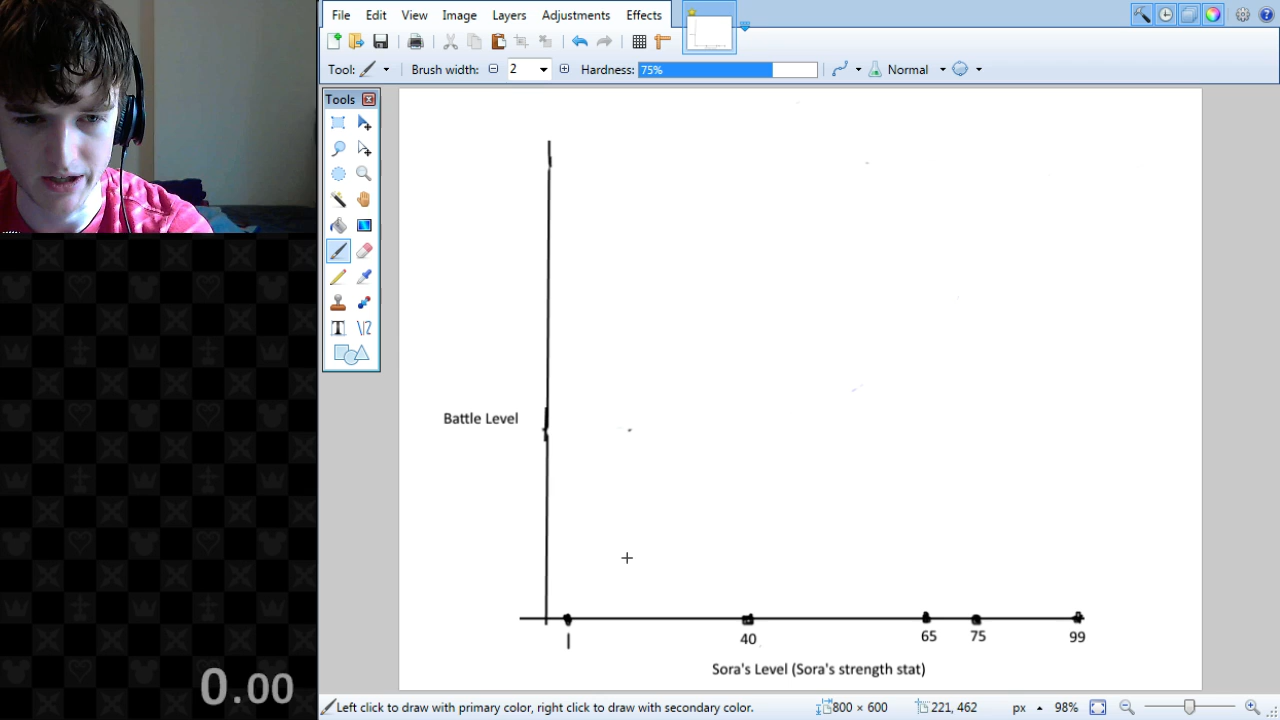 File Edit View Image Layers Adjustments Effects
Tool: Brush width: 2 Hardness: 75% Normal
Tools
Battle Level
1 40 65 75 99
Sora's Level (Sora's strength stat)
0.00
Left click to draw with primary color, right click to draw with secondary color. 800 × 600 221, 462 px 98%